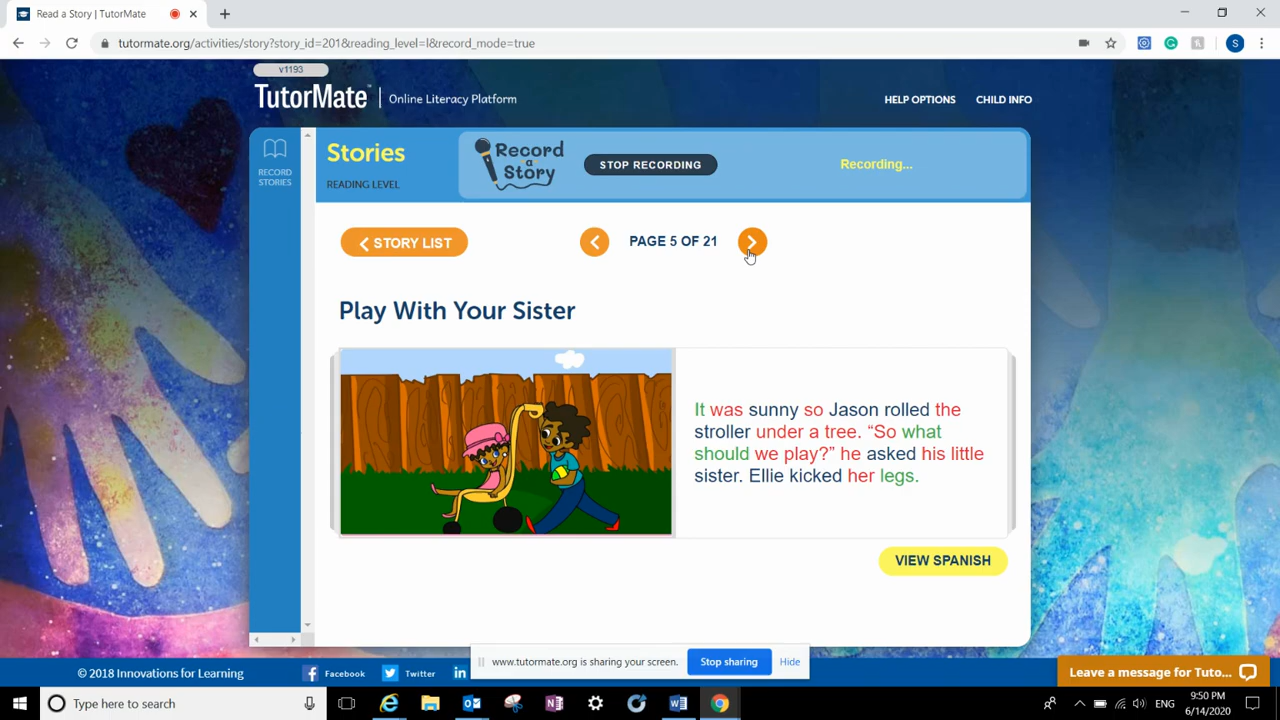 Read a Story | TutorMate
tutormate.org/activities/story?story_id=201&reading_level=I&record_mode=true
S
v1193
TutorMate | Online Literacy Platform
HELP OPTIONS
CHILD INFO
RECORD
STORIES
Stories
READING LEVEL
Record
a
Story
STOP RECORDING
Recording...
STORY LIST
PAGE 5 OF 21
Play With Your Sister
It was sunny so Jason rolled the
stroller under a tree. “So what
should we play?” he asked
his little
sister. Ellie kicked her legs.
VIEW SPANISH
www.tutormate.org is sharing your screen.
Stop sharing
Hide
© 2018 Innovations for Learning
Facebook
Twitter
Leave a message for Tuto...
Type here to search
ENG
9:50 PM
6/14/2020